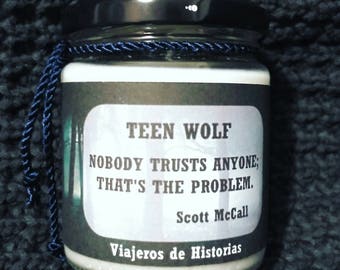 TEEN WOLF
NOBODY TRUSTS ANYONE;
THAT'S THE PROBLEM.
Scott McCall
Viajeros de Historias